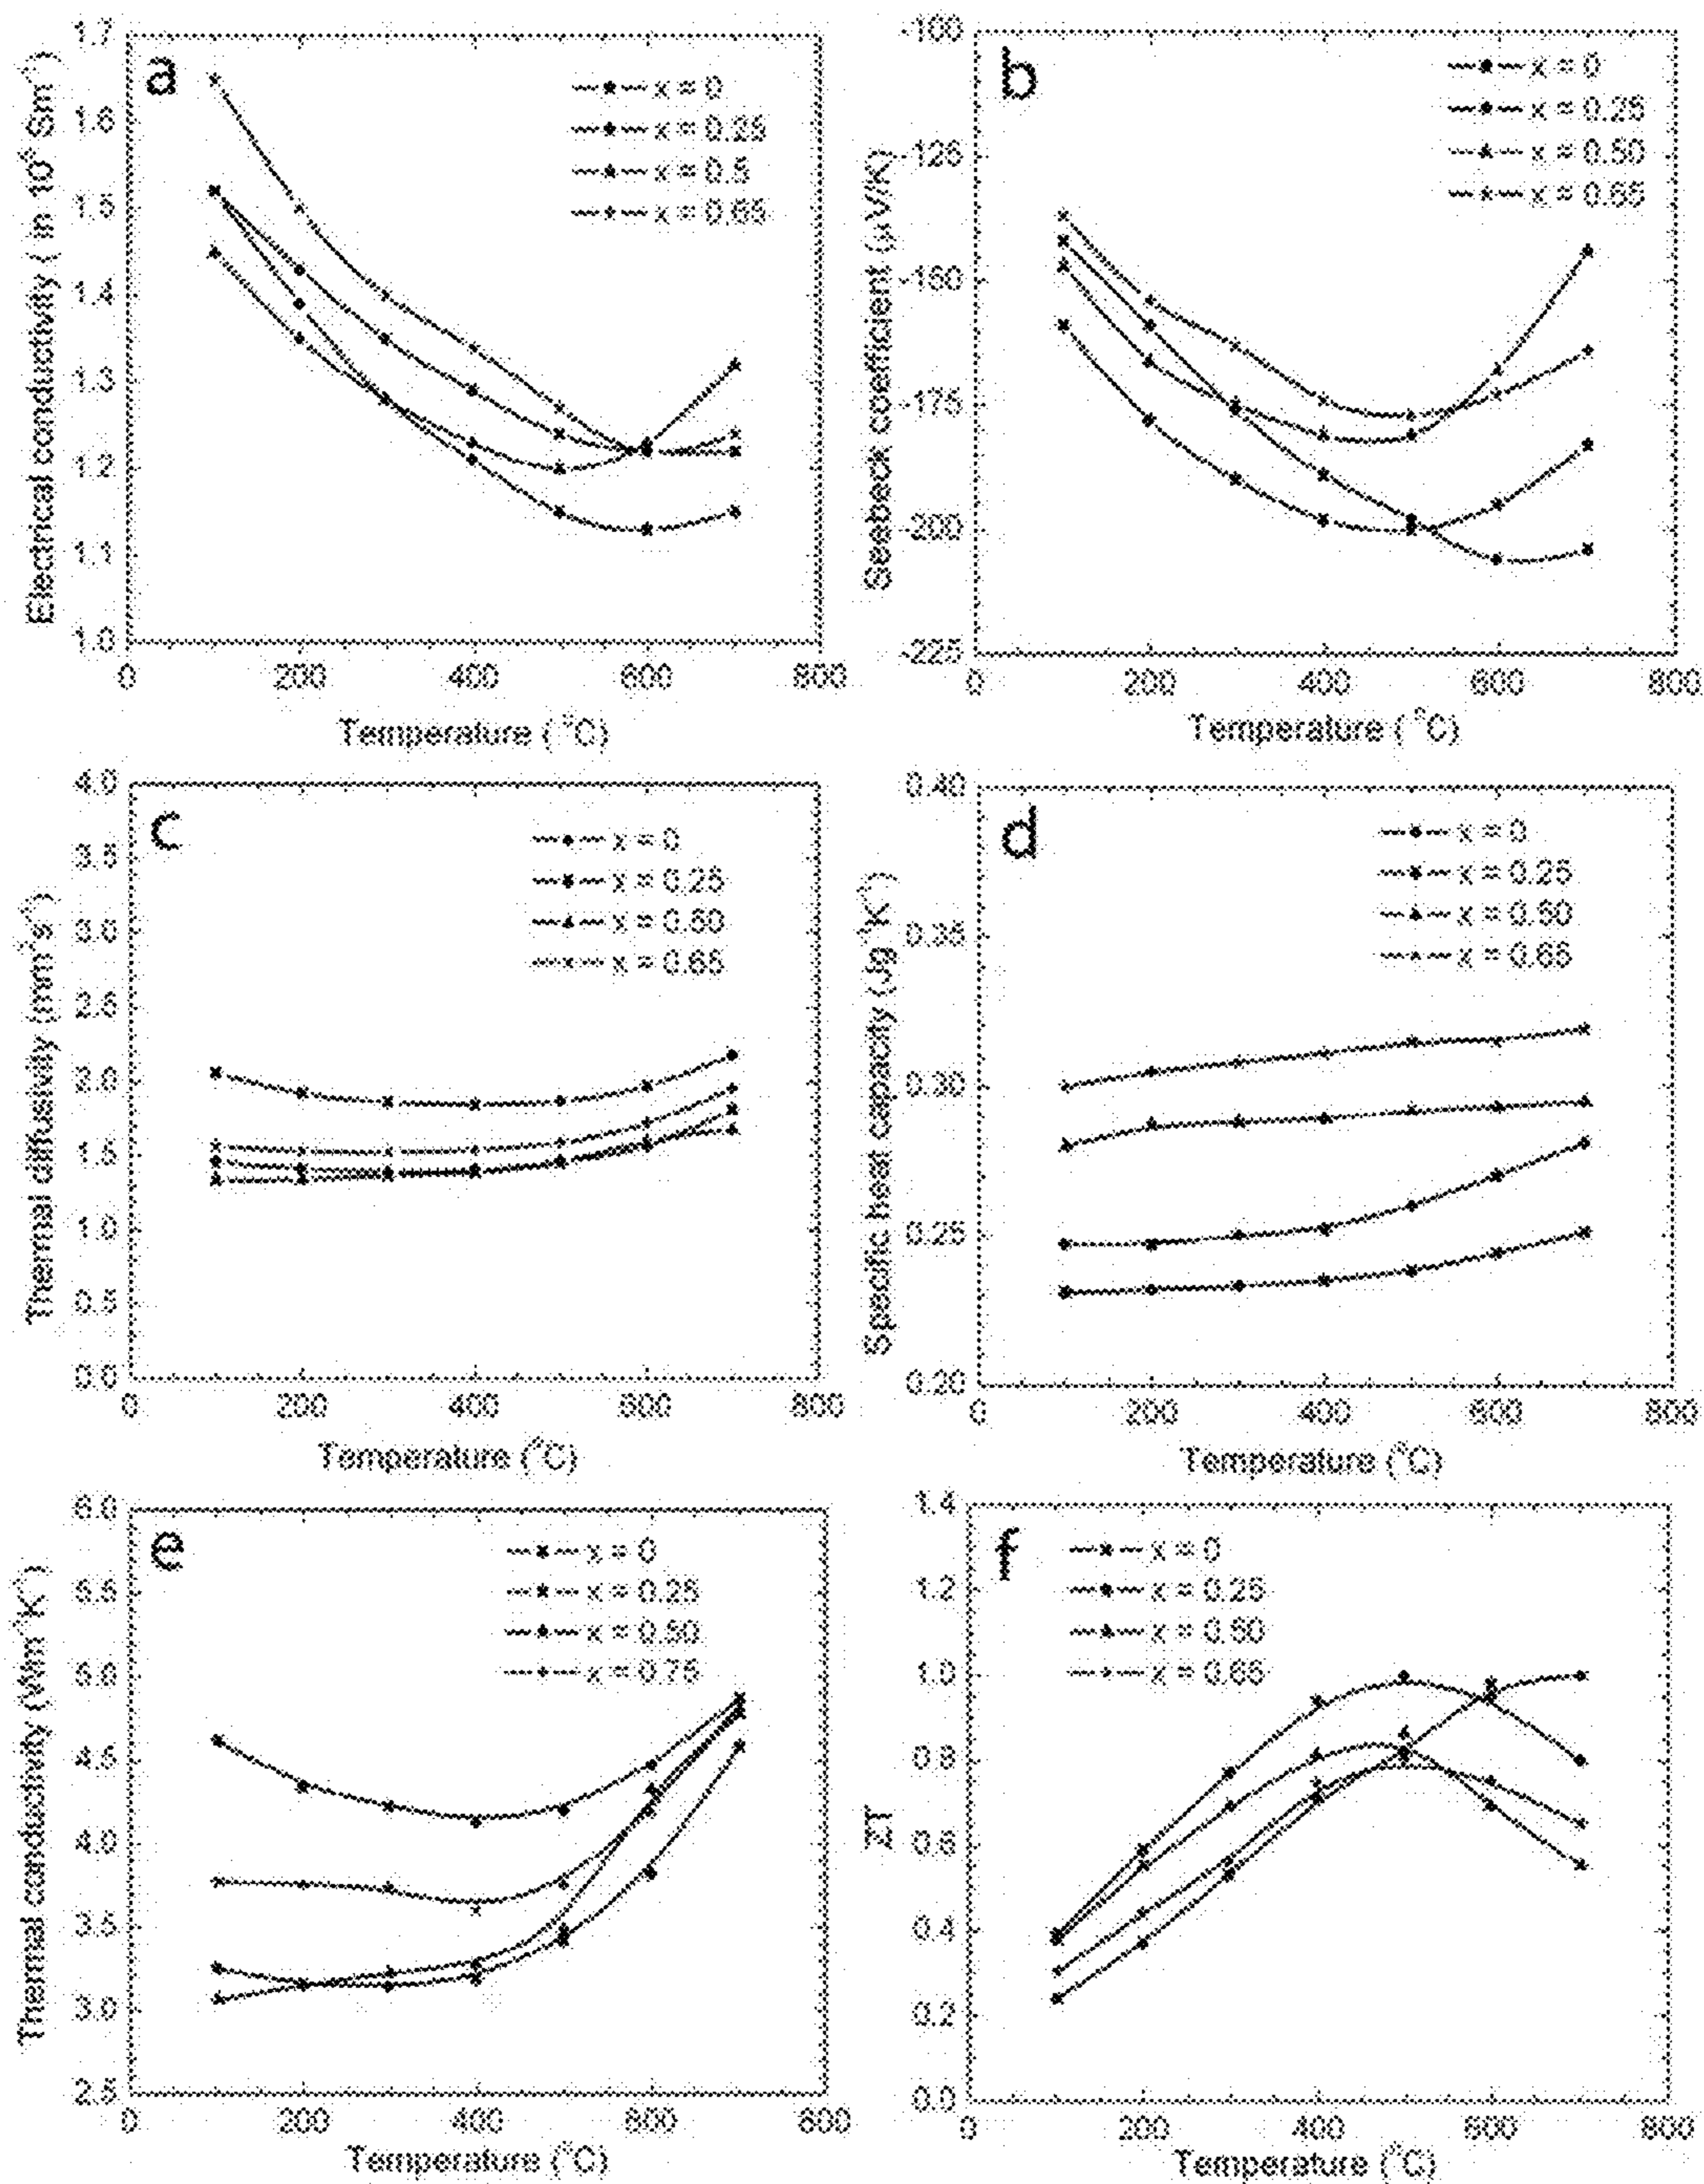 a
Electrical conductivity ( in 10 Sm⁻¹)
1.7
1.6
1.5
1.4
1.3
1.2
1.1
1.0
x = 0
x = 0.25
x = 0.5
x = 0.65
0 200 400 600 800
Temperature ( °C)
b
Seebeck coefficient (μV/K)
-100
-125
-150
-175
-200
-225
x = 0
x = 0.25
x = 0.50
x = 0.65
0 200 400 600 800
Temperature ( °C)
c
Thermal diffusivity (mm²s⁻¹)
4.0
3.5
3.0
2.5
2.0
1.5
1.0
0.5
0.0
x = 0
x = 0.25
x = 0.50
x = 0.65
0 200 400 600 800
Temperature (°C)
d
Specific heat capacity (Jg⁻¹K⁻¹)
0.40
0.35
0.30
0.25
0.20
x = 0
x = 0.25
x = 0.50
x = 0.65
0 200 400 600 800
Temperature (°C)
e
Thermal conductivity (Wm⁻¹K⁻¹)
6.0
5.5
5.0
4.5
4.0
3.5
3.0
2.5
x = 0
x = 0.25
x = 0.50
x = 0.75
0 200 400 600 800
Temperature (°C)
f
ZT
1.4
1.2
1.0
0.8
0.6
0.4
0.2
0.0
x = 0
x = 0.25
x = 0.50
x = 0.65
0 200 400 600 800
Temperature (°C)